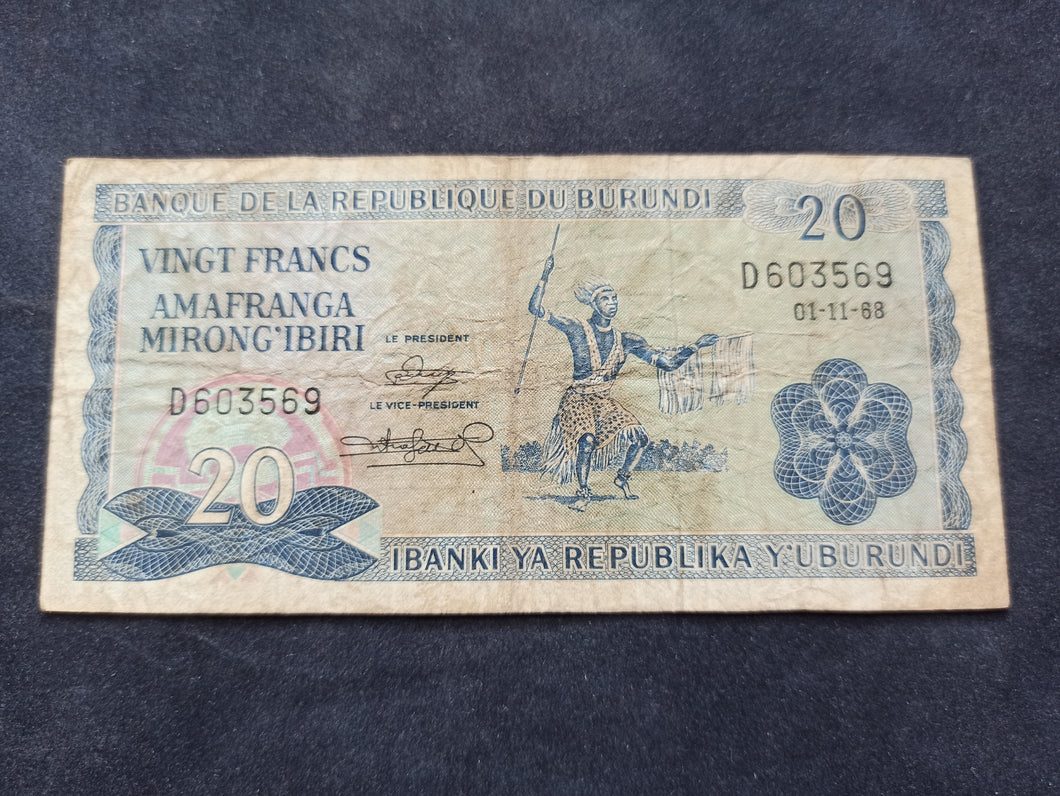 BANQUE DE LA REPUBLIQUE DU BURUNDI
20
VINGT FRANCS
AMAFRANGA
MIRONG'IBIRI
D603569
01-11-68
LE PRESIDENT
LE VICE-PRESIDENT
D603569
20
IBANKI YA REPUBLIKA Y'UBURUNDI